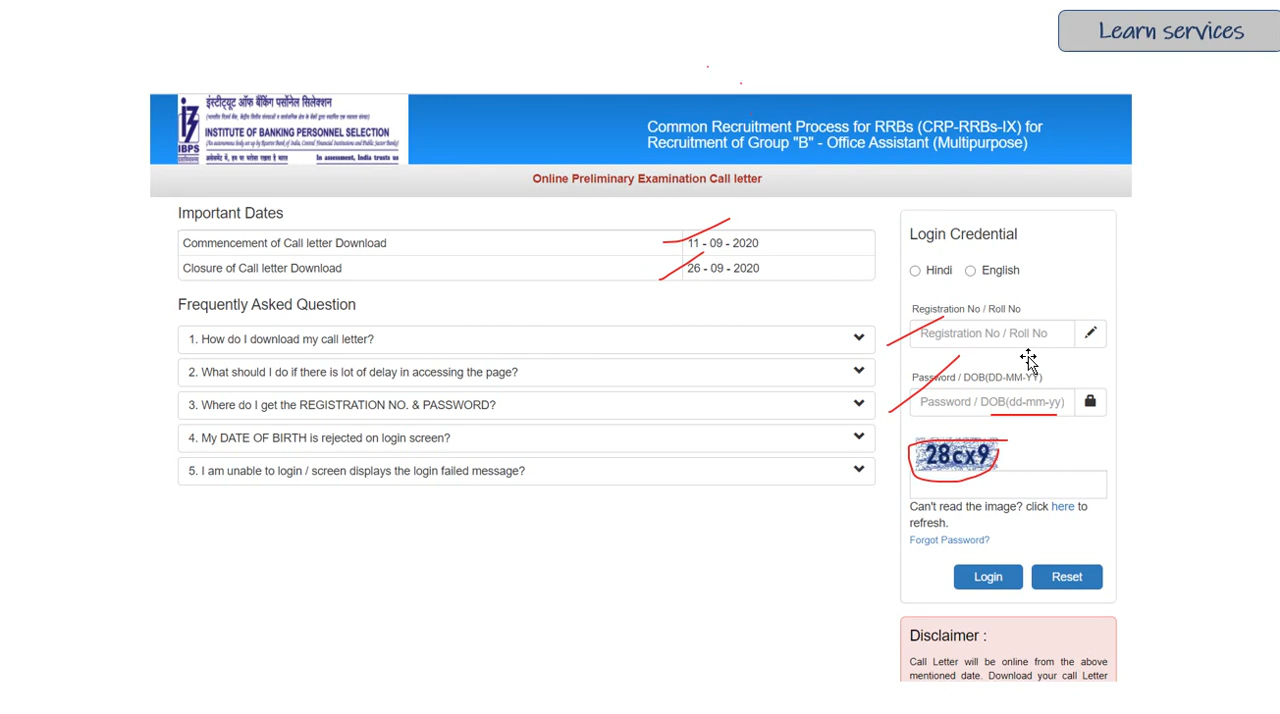 Learn services
इंस्टीट्यूट ऑफ बैंकिंग पर्सोनेल सिलेक्शन
INSTITUTE OF BANKING PERSONNEL SELECTION
IBPS
In assessment, India trusts us
Common Recruitment Process for RRBs (CRP-RRBs-IX) for
Recruitment of Group "B" - Office Assistant (Multipurpose)
Online Preliminary Examination Call letter
Important Dates
Commencement of Call letter Download 11 - 09 - 2020
Closure of Call letter Download 26 - 09 - 2020
Frequently Asked Question
1. How do I download my call letter?
2. What should I do if there is lot of delay in accessing the page?
3. Where do I get the REGISTRATION NO. & PASSWORD?
4. My DATE OF BIRTH is rejected on login screen?
5. I am unable to login / screen displays the login failed message?
Login Credential
Hindi English
Registration No / Roll No
Registration No / Roll No
Password / DOB(DD-MM-YY)
Password / DOB(dd-mm-yy)
28cx9
Can't read the image? click here to
refresh.
Forgot Password?
Login Reset
Disclaimer :
Call Letter will be online from the above
mentioned date. Download your call Letter